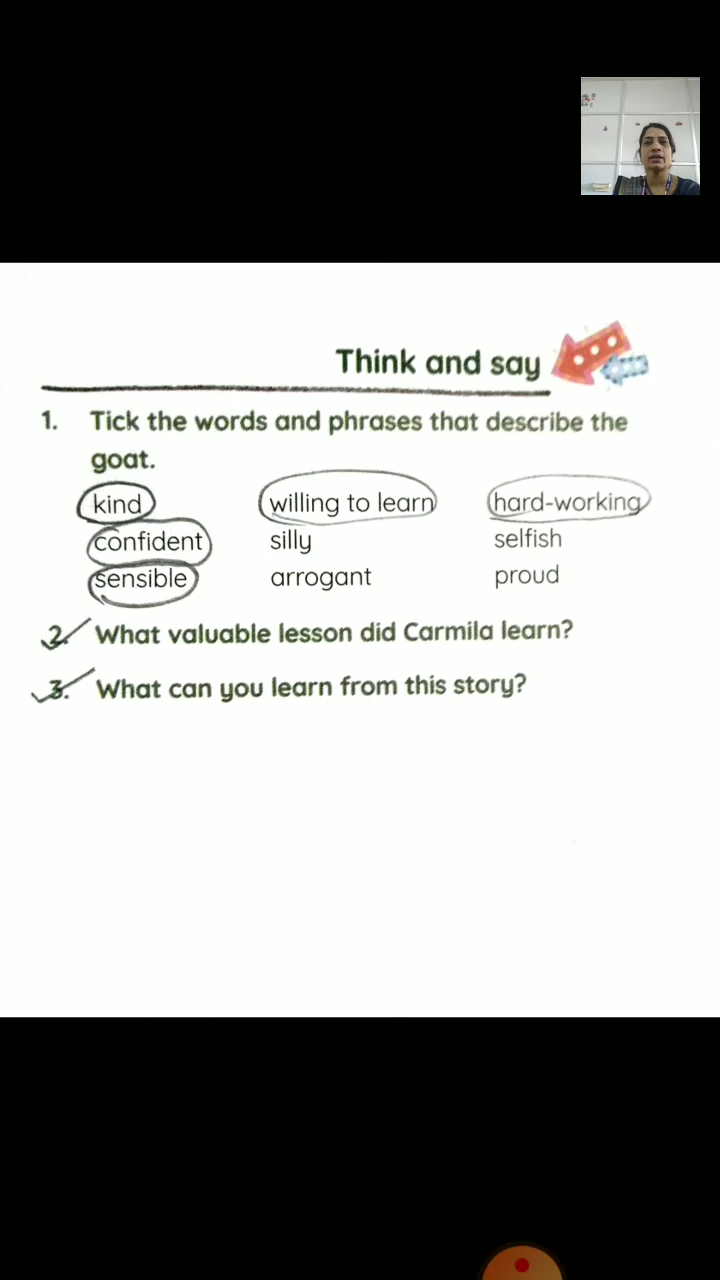 Think and say
1. Tick the words and phrases that describe the
goat.
kind willing to learn hard-working
confident silly selfish
sensible arrogant proud
2. What valuable lesson did Carmila learn?
3. What can you learn from this story?